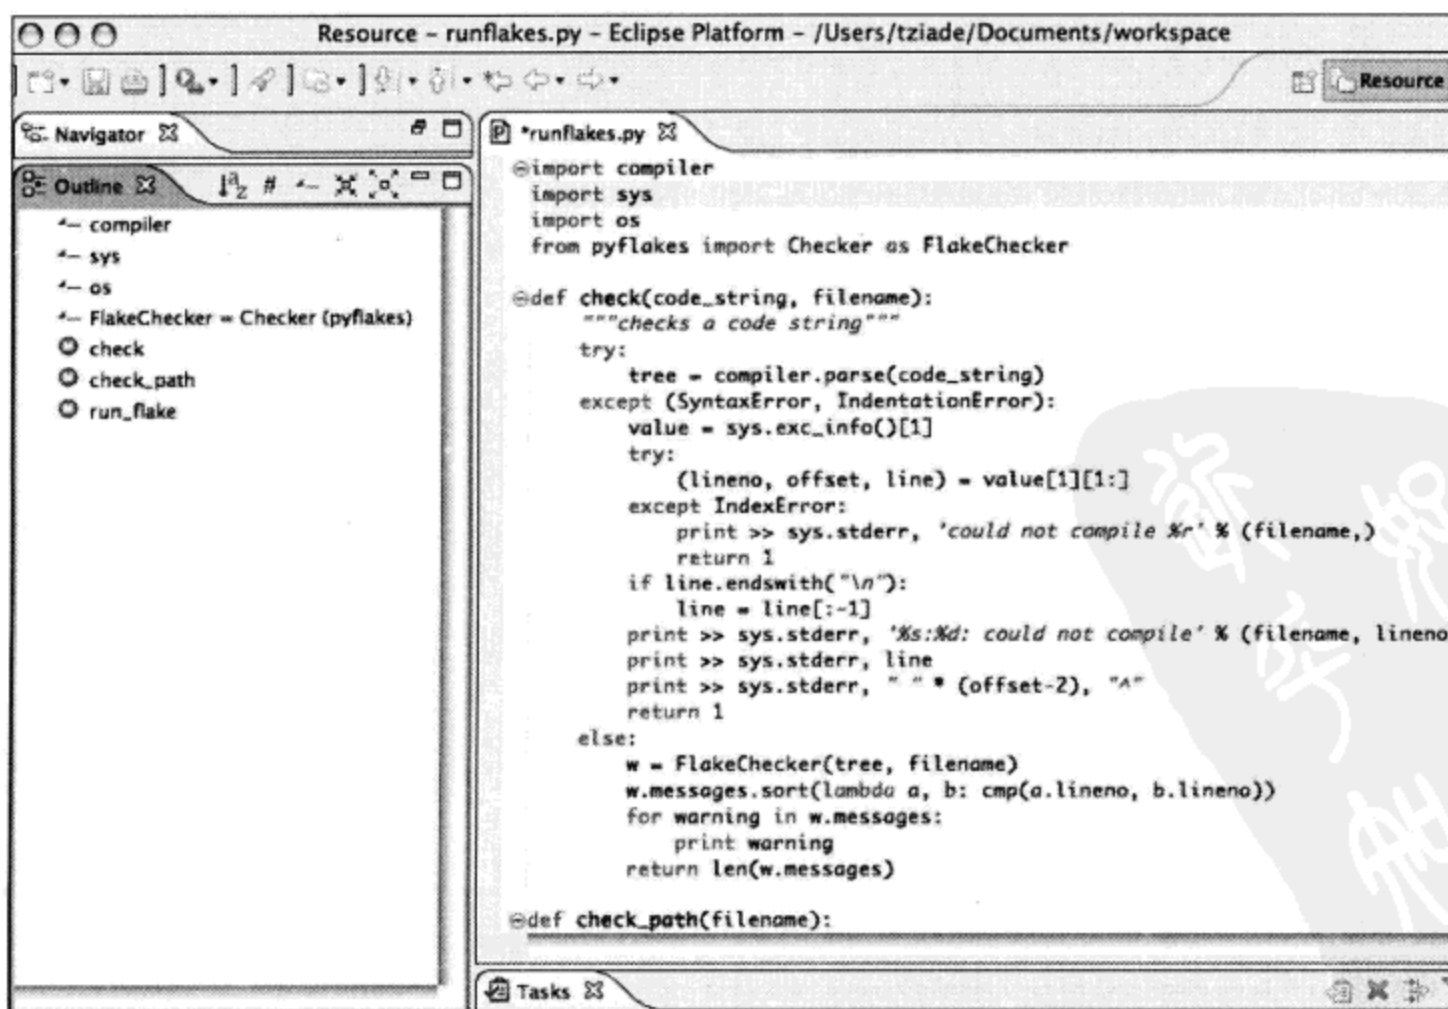 Resource – runflakes.py – Eclipse Platform – /Users/tziade/Documents/workspace
Resource
Navigator
Outline
compiler
sys
os
FlakeChecker = Checker (pyflakes)
check
check_path
run_flake
*runflakes.py
import compiler
import sys
import os
from pyflakes import Checker as FlakeChecker
def check(code_string, filename):
"""checks a code string"""
try:
tree = compiler.parse(code_string)
except (SyntaxError, IndentationError):
value = sys.exc_info()[1]
try:
(lineno, offset, line) = value[1][1:]
except IndexError:
print >> sys.stderr, 'could not compile %r' % (filename,)
return 1
if line.endswith("\n"):
line = line[:-1]
print >> sys.stderr, '%s:%d: could not compile' % (filename, lineno
print >> sys.stderr, line
print >> sys.stderr, " " * (offset-2), "^"
return 1
else:
w = FlakeChecker(tree, filename)
w.messages.sort(lambda a, b: cmp(a.lineno, b.lineno))
for warning in w.messages:
print warning
return len(w.messages)
def check_path(filename):
Tasks